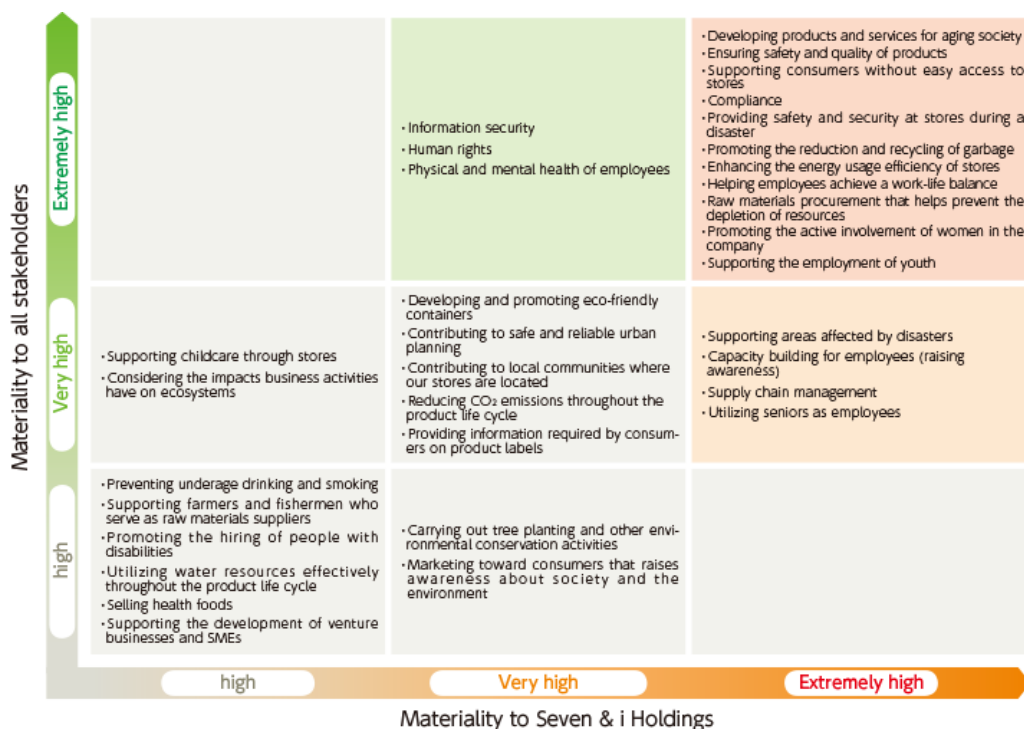 Materiality to all stakeholders
Extremely high
Very high
high
・Information security
・Human rights
・Physical and mental health of employees
・Developing products and services for aging society
・Ensuring safety and quality of products
・Supporting consumers without easy access to
stores
・Compliance
・Providing safety and security at stores during a
disaster
・Promoting the reduction and recycling of garbage
・Enhancing the energy usage efficiency of stores
・Helping employees achieve a work-life balance
・Raw materials procurement that helps prevent the
depletion of resources
・Promoting the active involvement of women in the
company
・Supporting the employment of youth
・Supporting childcare through stores
・Considering the impacts business activities
have on ecosystems
・Developing and promoting eco-friendly
containers
・Contributing to safe and reliable urban
planning
・Contributing to local communities where
our stores are located
・Reducing CO₂ emissions throughout the
product life cycle
・Providing information required by consum-
ers on product labels
・Supporting areas affected by disasters
・Capacity building for employees (raising
awareness)
・Supply chain management
・Utilizing seniors as employees
・Preventing underage drinking and smoking
・Supporting farmers and fishermen who
serve as raw materials suppliers
・Promoting the hiring of people with
disabilities
・Utilizing water resources effectively
throughout the product life cycle
・Selling health foods
・Supporting the development of venture
businesses and SMEs
・Carrying out tree planting and other envi-
ronmental conservation activities
・Marketing toward consumers that raises
awareness about society and the
environment
high
Very high
Extremely high
Materiality to Seven & i Holdings